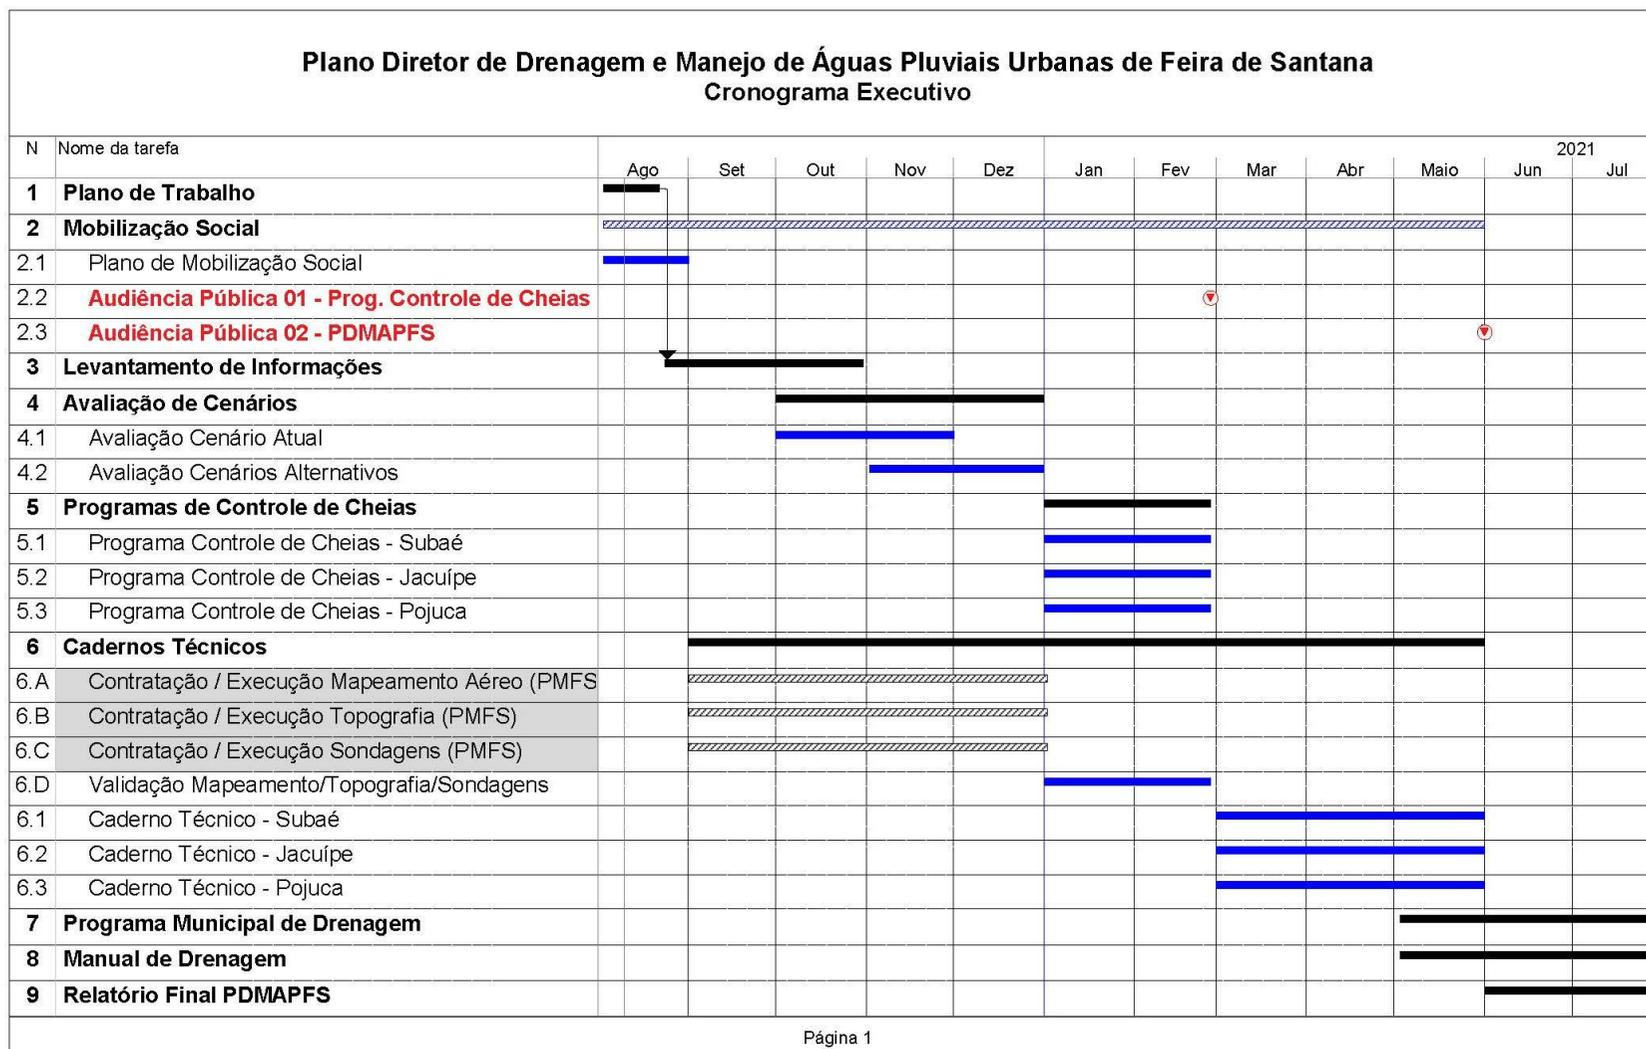 Plano Diretor de Drenagem e Manejo de Águas Pluviais Urbanas de Feira de Santana
Cronograma Executivo
N Nome da tarefa 2021
Ago Set Out Nov Dez Jan Fev Mar Abr Maio Jun Jul
1 Plano de Trabalho
2 Mobilização Social
2.1 Plano de Mobilização Social
2.2 Audiência Pública 01 - Prog. Controle de Cheias
2.3 Audiência Pública 02 - PDMAPFS
3 Levantamento de Informações
4 Avaliação de Cenários
4.1 Avaliação Cenário Atual
4.2 Avaliação Cenários Alternativos
5 Programas de Controle de Cheias
5.1 Programa Controle de Cheias - Subaé
5.2 Programa Controle de Cheias - Jacuípe
5.3 Programa Controle de Cheias - Pojuca
6 Cadernos Técnicos
6.A Contratação / Execução Mapeamento Aéreo (PMFS
6.B Contratação / Execução Topografia (PMFS)
6.C Contratação / Execução Sondagens (PMFS)
6.D Validação Mapeamento/Topografia/Sondagens
6.1 Caderno Técnico - Subaé
6.2 Caderno Técnico - Jacuípe
6.3 Caderno Técnico - Pojuca
7 Programa Municipal de Drenagem
8 Manual de Drenagem
9 Relatório Final PDMAPFS
Página 1